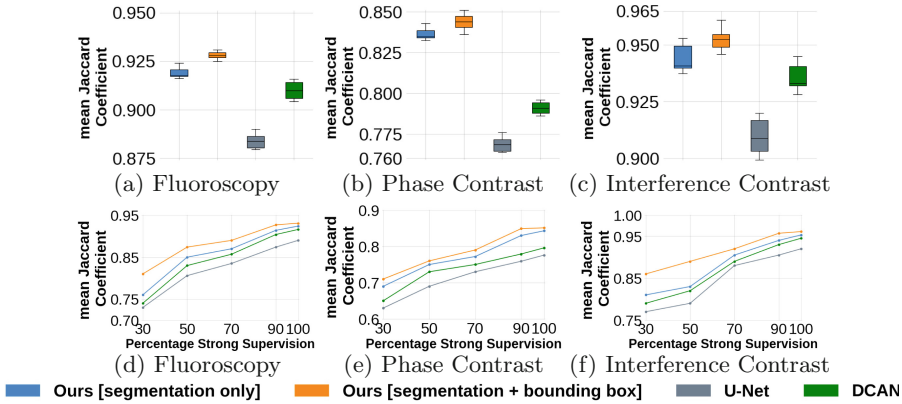 0.950
0.925
0.900
0.875
mean Jaccard
Coefficient
(a) Fluoroscopy
0.850
0.825
0.800
0.775
0.760
mean Jaccard
Coefficient
(b) Phase Contrast
0.965
0.950
0.925
0.900
mean Jaccard
Coefficient
(c) Interference Contrast
0.95
0.85
0.75
0.70
mean Jaccard
Coefficient
30 50 70 90 100
Percentage Strong Supervision
(d) Fluoroscopy
0.9
0.8
0.7
0.6
mean Jaccard
Coefficient
30 50 70 90 100
Percentage Strong Supervision
(e) Phase Contrast
1.00
0.95
0.85
0.75
mean Jaccard
Coefficient
30 50 70 90 100
Percentage Strong Supervision
(f) Interference Contrast
Ours [segmentation only] Ours [segmentation + bounding box] U-Net DCAN